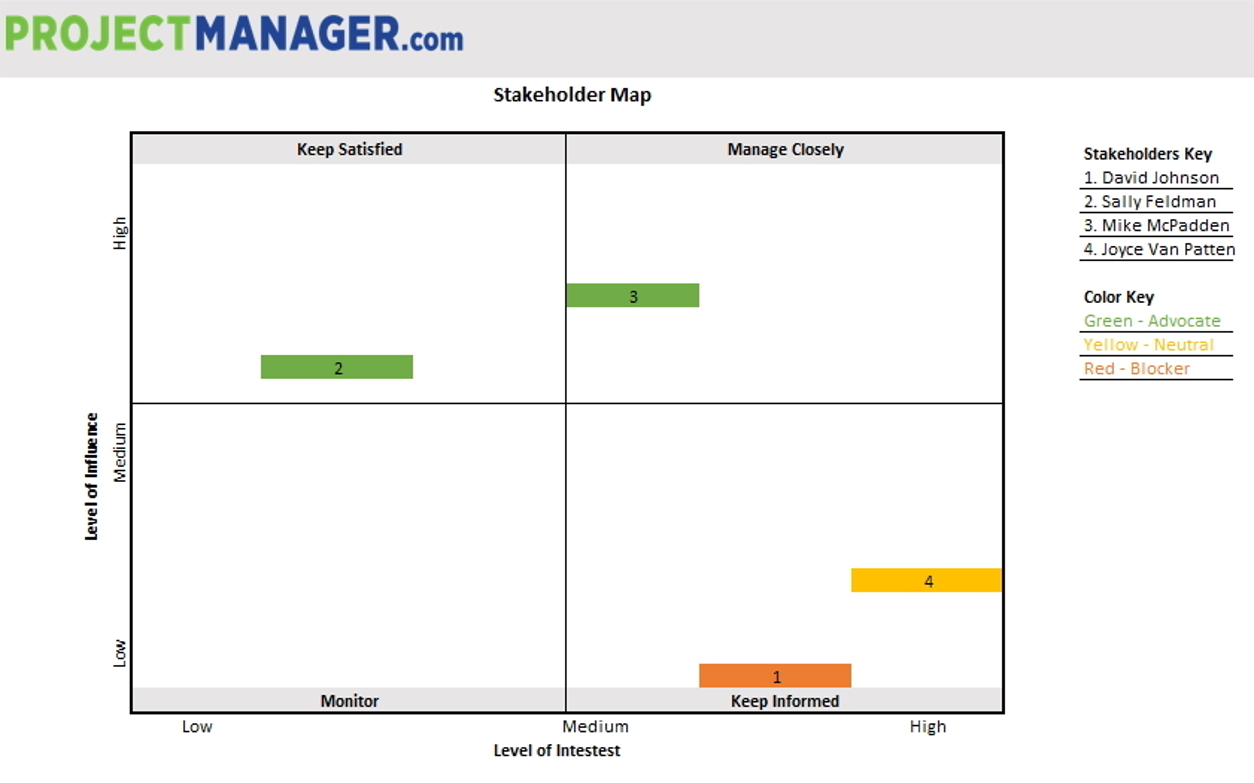 PROJECTMANAGER.com
Stakeholder Map
Keep Satisfied
Manage Closely
Stakeholders Key
1. David Johnson
2. Sally Feldman
3. Mike McPadden
4. Joyce Van Patten
Color Key
Green - Advocate
Yellow - Neutral
Red - Blocker
High
3
2
Level of Influence
Medium
4
Low
1
Monitor
Keep Informed
Low
Medium
High
Level of Intestest